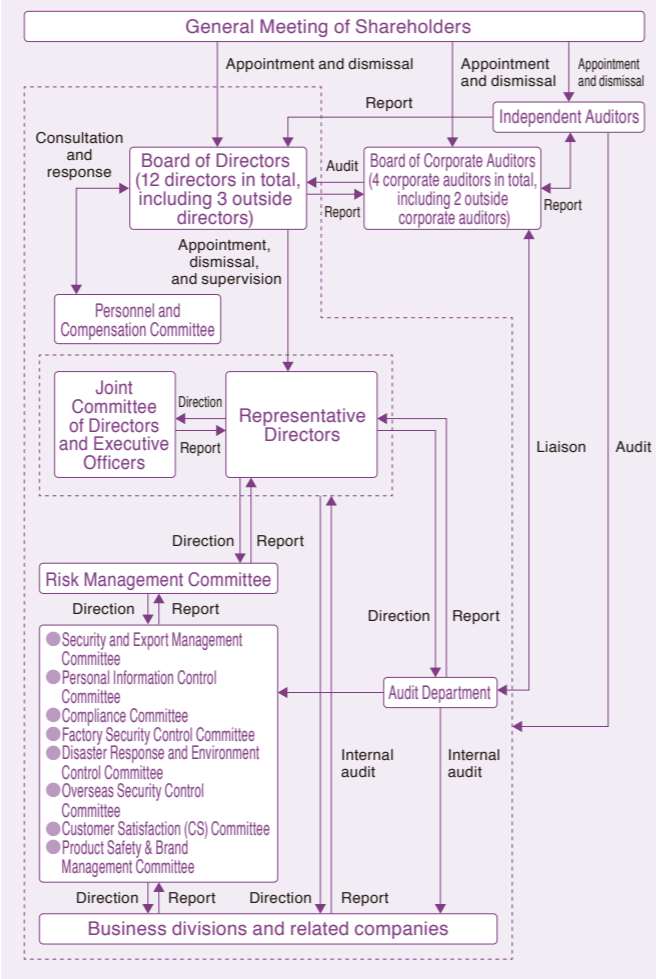 General Meeting of Shareholders
Appointment and dismissal
Appointment
and dismissal
Appointment
and dismissal
Report
Independent Auditors
Consultation
and
response
Board of Directors
(12 directors in total,
including 3 outside
directors)
Audit
Report
Board of Corporate Auditors
(4 corporate auditors in total,
including 2 outside
corporate auditors)
Report
Appointment,
dismissal,
and supervision
Personnel and
Compensation Committee
Joint
Committee
of Directors
and Executive
Officers
Direction
Report
Representative
Directors
Liaison
Audit
Direction
Report
Risk Management Committee
Direction
Report
Direction
Report
Security and Export Management
Committee
Personal Information Control
Committee
Compliance Committee
Factory Security Control Committee
Disaster Response and Environment
Control Committee
Overseas Security Control
Committee
Customer Satisfaction (CS) Committee
Product Safety & Brand
Management Committee
Audit Department
Internal
audit
Internal
audit
Direction
Report
Direction
Report
Business divisions and related companies